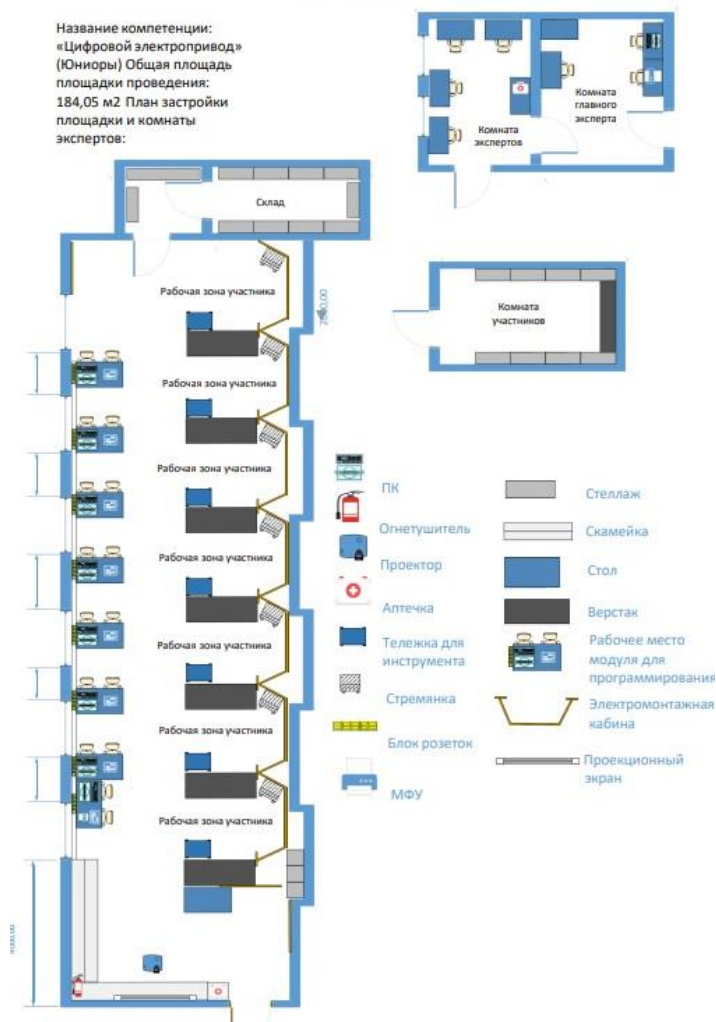 Название компетенции:
«Цифровой электропривод»
(Юниоры) Общая площадь
площадки проведения:
184,05 м2 План застройки
площадки и комнаты
экспертов:
Комната
главного
эксперта
Комната
экспертов
Склад
Рабочая зона участника
Комната
участников
Рабочая зона участника
Рабочая зона участника
Рабочая зона участника
Рабочая зона участника
Рабочая зона участника
Рабочая зона участника
ПК
Огнетушитель
Проектор
Аптечка
Тележка для
инструмента
Стремянка
Блок розеток
МФУ
Стеллаж
Скамейка
Стол
Верстак
Рабочее место
модуля для
программирования
Электромонтажная
кабина
Проекционный
экран